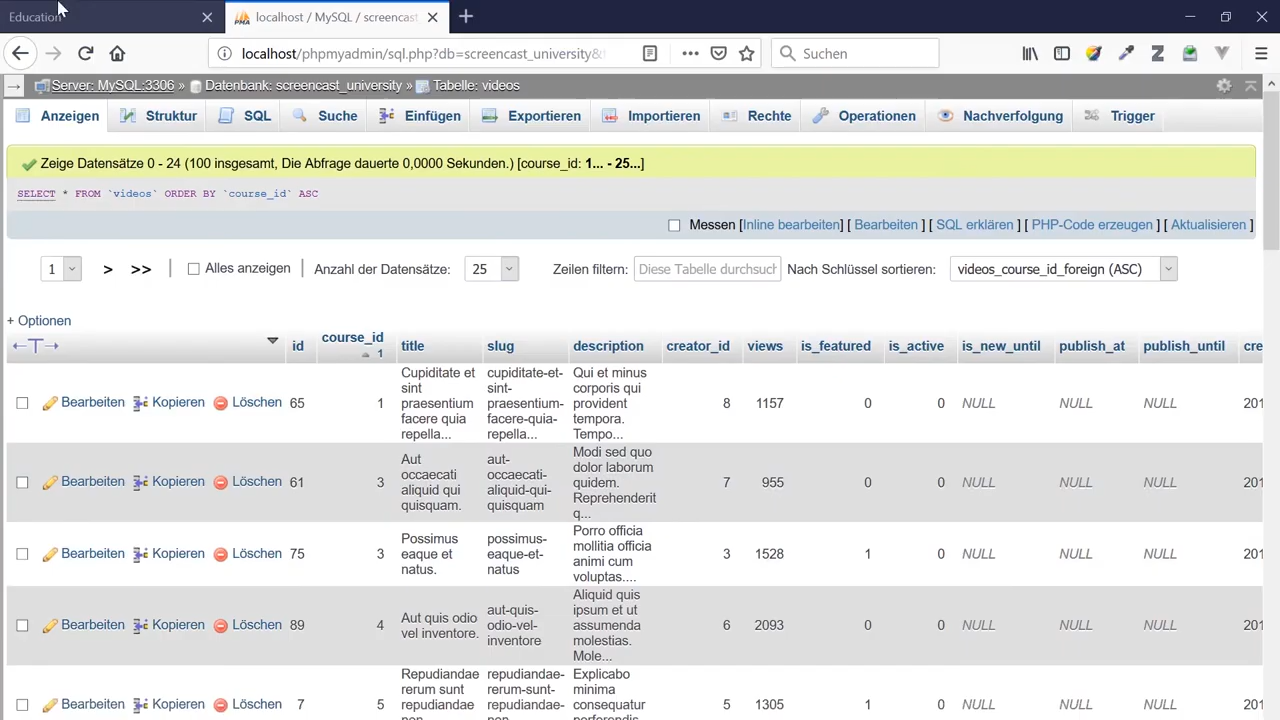 Education
localhost / MySQL / screencast
localhost/phpmyadmin/sql.php?db=screencast_university&
Suchen
Server: MySQL:3306 » Datenbank: screencast_university » Tabelle: videos
Anzeigen Struktur SQL Suche Einfügen Exportieren Importieren Rechte Operationen Nachverfolgung Trigger
Zeige Datensätze 0 - 24 (100 insgesamt, Die Abfrage dauerte 0,0000 Sekunden.) [course_id: 1... - 25...]
SELECT * FROM `videos` ORDER BY `course_id` ASC
Messen [Inline bearbeiten] [ Bearbeiten ] [ SQL erklären ] [ PHP-Code erzeugen ] [ Aktualisieren ]
1 > >> Alles anzeigen Anzahl der Datensätze: 25 Zeilen filtern: Diese Tabelle durchsuch Nach Schlüssel sortieren: videos_course_id_foreign (ASC)
+ Optionen
←T→ id course_id 1 title slug description creator_id views is_featured is_active is_new_until publish_at publish_until cre
Bearbeiten Kopieren Löschen 65 1
Cupiditate et
sint
praesentium
facere quia
repella...
cupiditate-et-
sint-
praesentium-
facere-quia-
repella...
Qui et minus
corporis qui
provident
tempora.
Tempo...
8 1157 0 0 NULL NULL NULL 201
Bearbeiten Kopieren Löschen 61 3
Aut
occaecati
aliquid qui
quisquam.
aut-
occaecati-
aliquid-qui-
quisquam
Modi sed quo
dolor laborum
quidem.
Reprehenderit
q...
7 955 0 0 NULL NULL NULL 201
Bearbeiten Kopieren Löschen 75 3
Possimus
eaque et
natus.
possimus-
eaque-et-
natus
Porro officia
mollitia officia
animi cum
voluptas....
3 1528 1 0 NULL NULL NULL 201
Bearbeiten Kopieren Löschen 89 4
Aut quis odio
vel inventore.
aut-quis-
odio-vel-
inventore
Aliquid quis
ipsum et ut
assumenda
molestias.
Mole...
6 2093 0 0 NULL NULL NULL 201
Bearbeiten Kopieren Löschen 7 5
Repudiandae
rerum sunt
repudiandae
non
repudiandae-
rerum-sunt-
repudiandae-
non
Explicabo
minima
consequatur
perferendis
5 1305 1 0 NULL NULL NULL 201